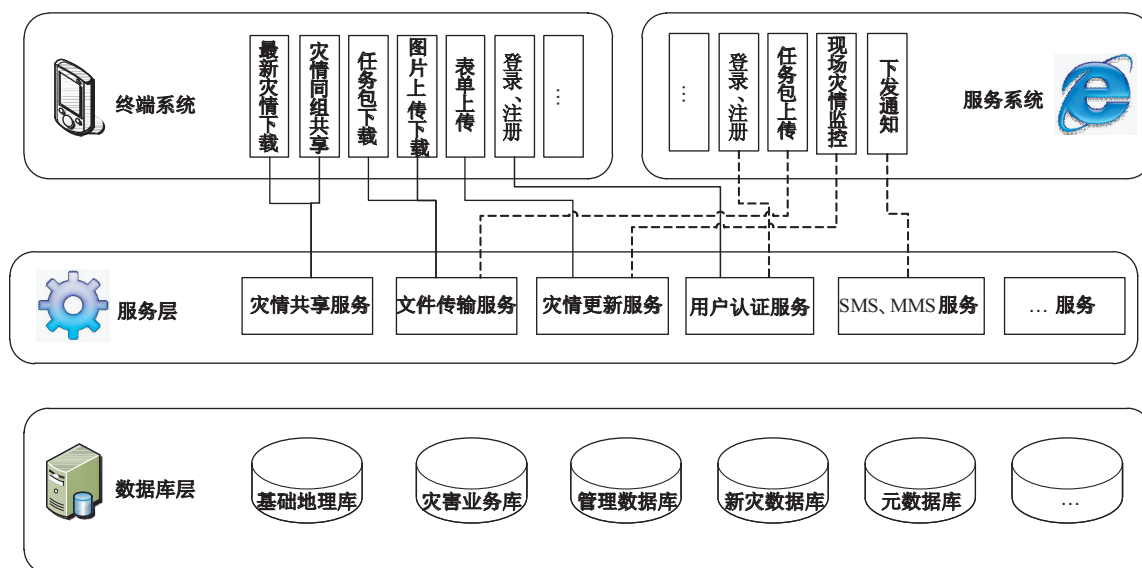 终端系统
最新灾情下载
灾情同组共享
任务包下载
图片上传下载
表单上传
登录、注册
…
…
登录、注册
任务包上传
现场灾情监控
下发通知
服务系统
服务层
灾情共享服务
文件传输服务
灾情更新服务
用户认证服务
SMS、MMS 服务
… 服务
数据库层
基础地理库
灾害业务库
管理数据库
新灾数据库
元数据库
…